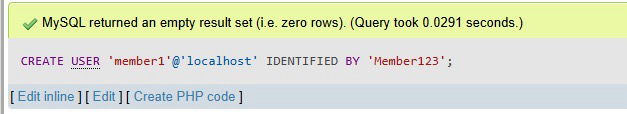 MySQL returned an empty result set (i.e. zero rows). (Query took 0.0291 seconds.)
CREATE USER 'member1'@'localhost' IDENTIFIED BY 'Member123';
[ Edit inline ] [ Edit ] [ Create PHP code ]